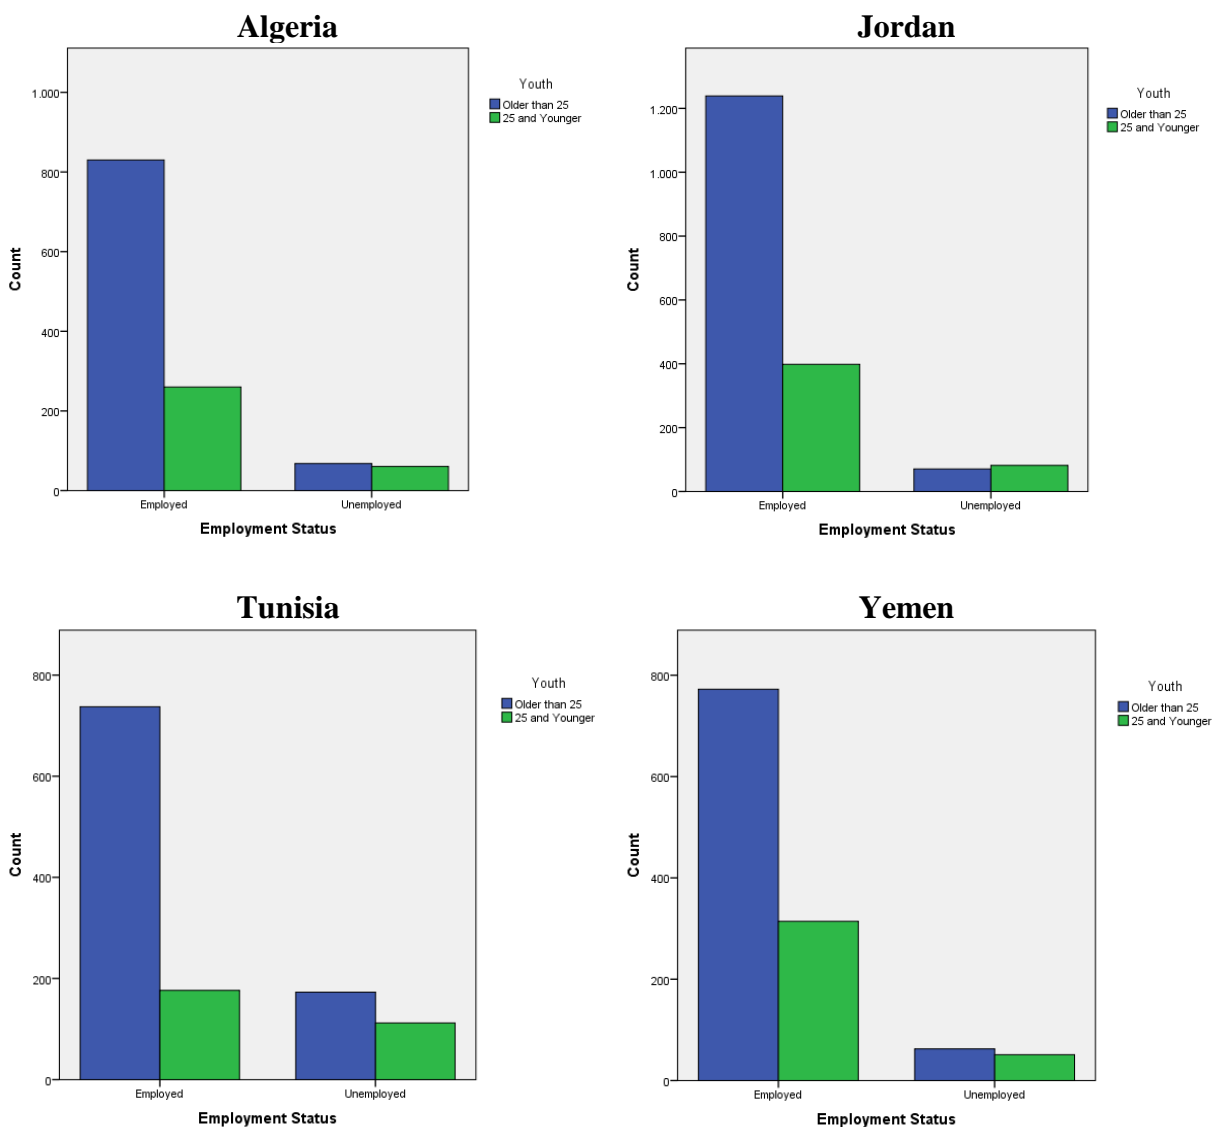 Algeria
Youth
Older than 25
25 and Younger
1.000
800
600
400
200
0
Count
Employed
Unemployed
Employment Status
Jordan
Youth
Older than 25
25 and Younger
1.200
1.000
800
600
400
200
0
Count
Employed
Unemployed
Employment Status
Tunisia
Youth
Older than 25
25 and Younger
800
600
400
200
0
Count
Employed
Unemployed
Employment Status
Yemen
Youth
Older than 25
25 and Younger
800
600
400
200
0
Count
Employed
Unemployed
Employment Status